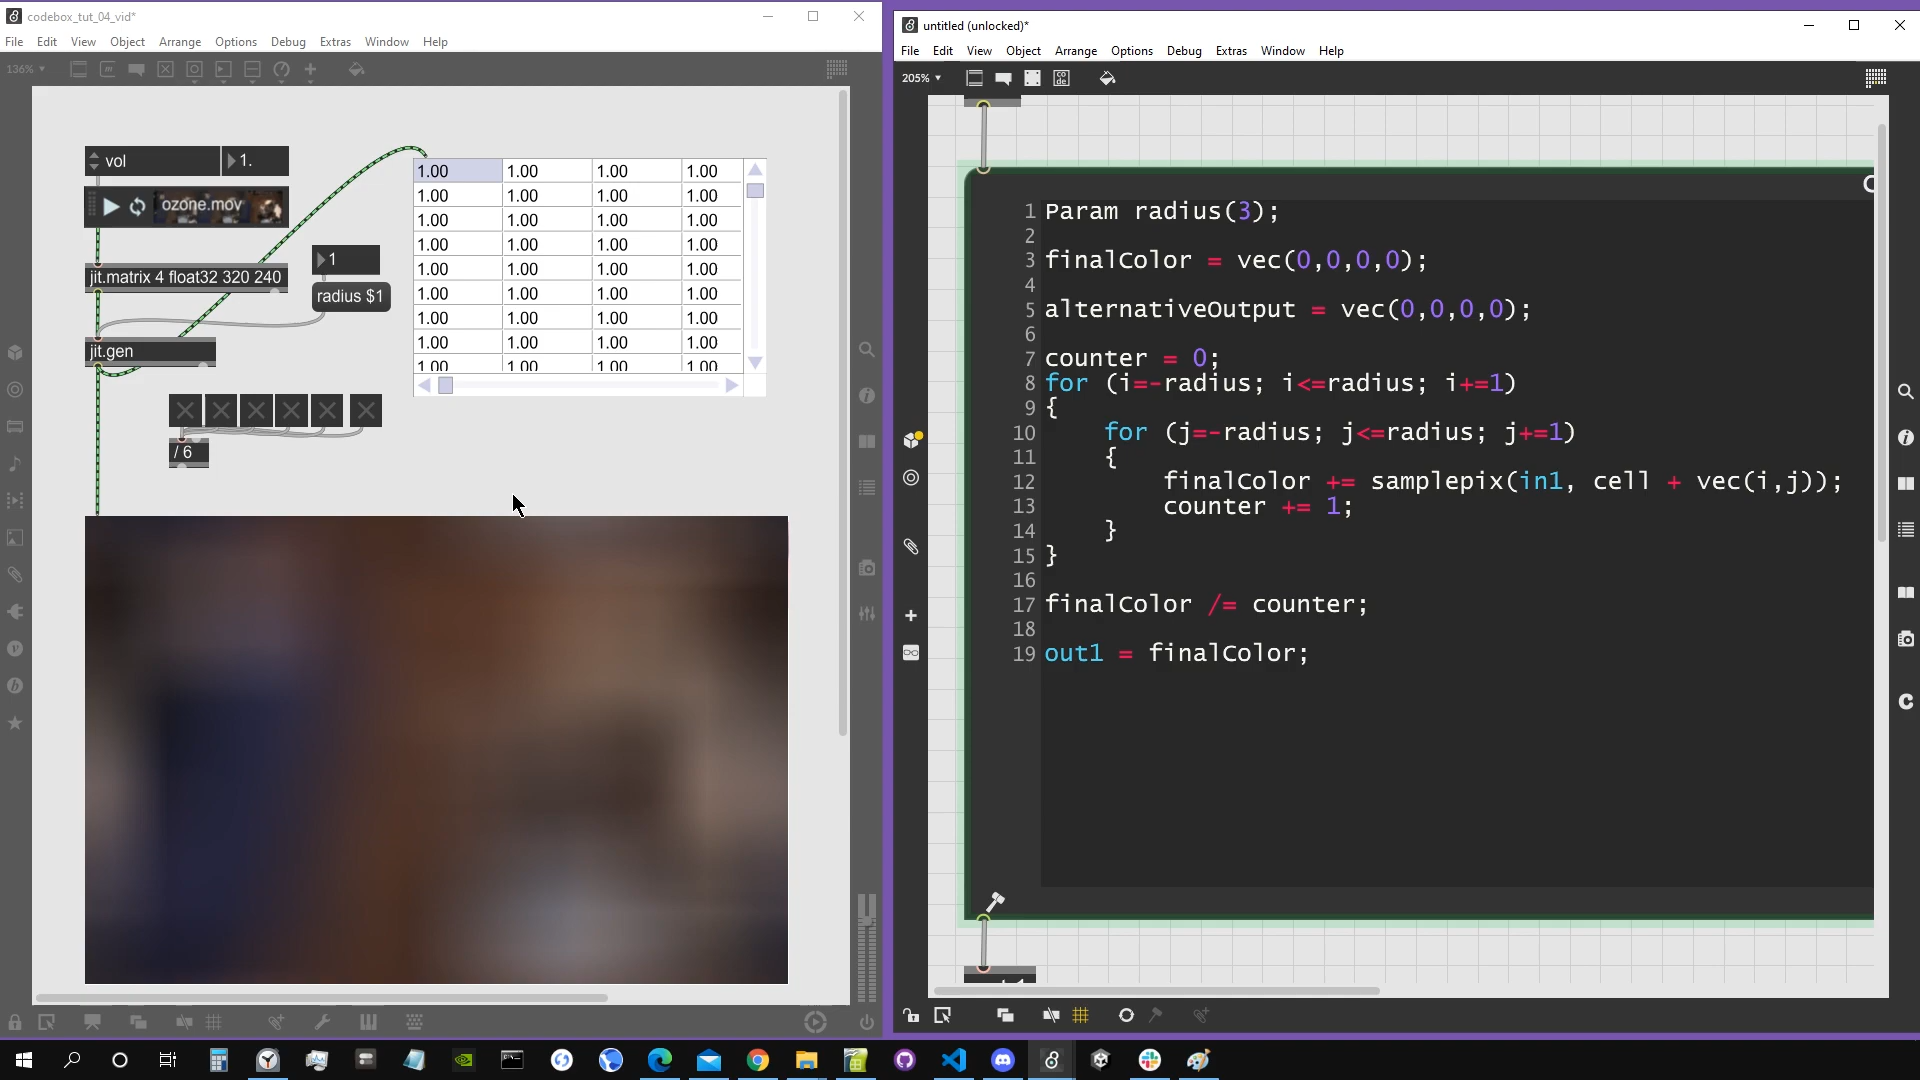 codebox_tut_04_vid*
File Edit View Object Arrange Options Debug Extras Window Help
136%
vol
1.
ozone.mov
jit.matrix 4 float32 320 240
1
radius $1
jit.gen
/ 6
1.00 1.00 1.00 1.00
1.00 1.00 1.00 1.00
1.00 1.00 1.00 1.00
1.00 1.00 1.00 1.00
1.00 1.00 1.00 1.00
1.00 1.00 1.00 1.00
1.00 1.00 1.00 1.00
1.00 1.00 1.00 1.00
1.00 1.00 1.00 1.00
untitled (unlocked)*
File Edit View Object Arrange Options Debug Extras Window Help
205%
1 Param radius(3);
2
3 finalColor = vec(0,0,0,0);
4
5 alternativeOutput = vec(0,0,0,0);
6
7 counter = 0;
8 for (i=-radius; i<=radius; i+=1)
9 {
10 for (j=-radius; j<=radius; j+=1)
11 {
12 finalColor += samplepix(in1, cell + vec(i,j));
13 counter += 1;
14 }
15 }
16
17 finalColor /= counter;
18
19 out1 = finalColor;